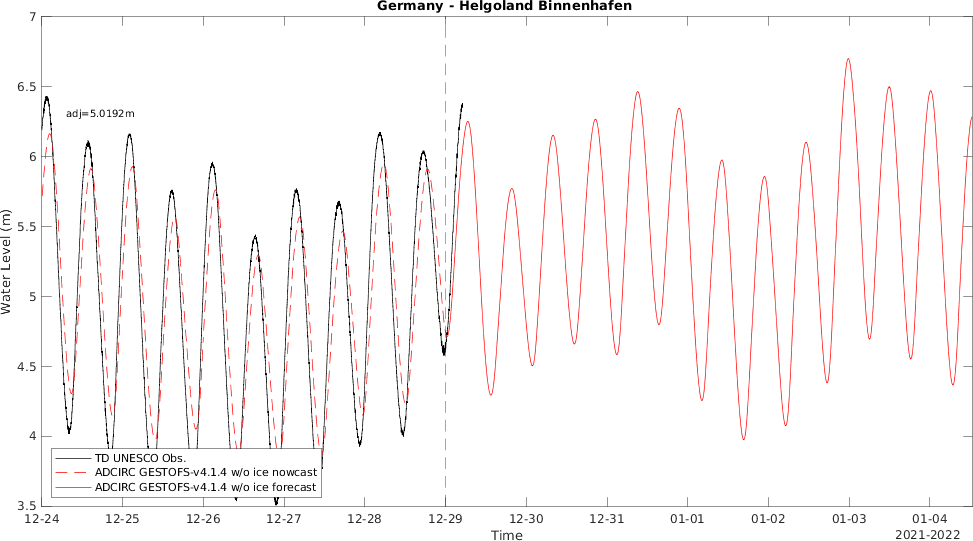 Germany - Helgoland Binnenhafen
7
6.5
6
5.5
5
4.5
4
3.5
Water Level (m)
adj=5.0192m
TD UNESCO Obs.
ADCIRC GESTOFS-v4.1.4 w/o ice nowcast
ADCIRC GESTOFS-v4.1.4 w/o ice forecast
12-24 12-25 12-26 12-27 12-28 12-29 12-30 12-31 01-01 01-02 01-03 01-04
Time
2021-2022